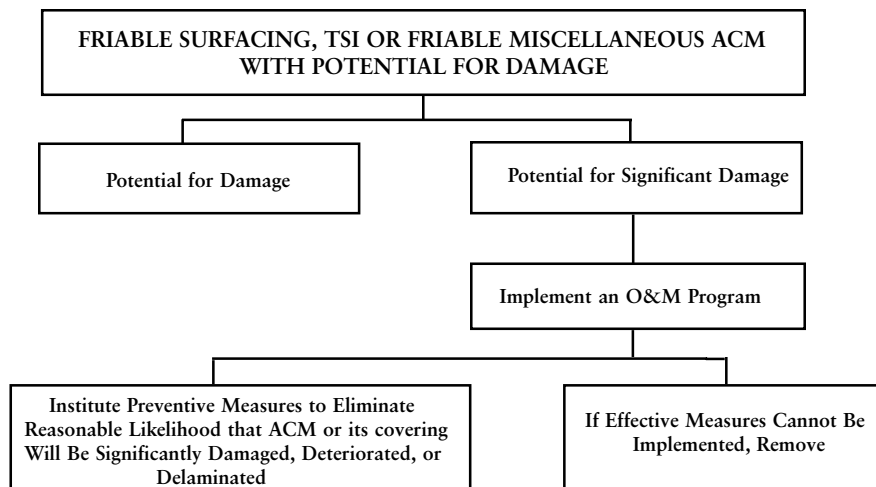 FRIABLE SURFACING, TSI OR FRIABLE MISCELLANEOUS ACM
WITH POTENTIAL FOR DAMAGE
Potential for Damage
Potential for Significant Damage
Implement an O&M Program
Institute Preventive Measures to Eliminate
Reasonable Likelihood that ACM or its covering
Will Be Significantly Damaged, Deteriorated, or
Delaminated
If Effective Measures Cannot Be
Implemented, Remove